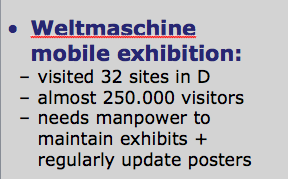 • Weltmaschine
mobile exhibition:
– visited 32 sites in D
– almost 250.000 visitors
– needs manpower to
maintain exhibits +
regularly update posters